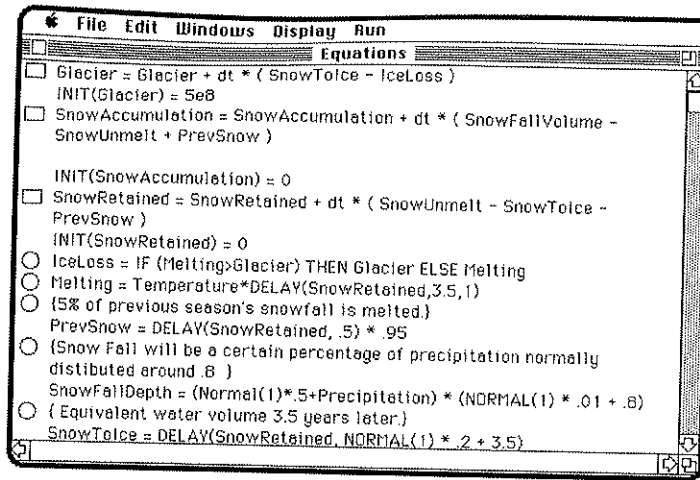 File Edit Windows Display Run
Equations
Glacier = Glacier + dt * ( SnowToIce - IceLoss )
INIT(Glacier) = 5e8
SnowAccumulation = SnowAccumulation + dt * ( SnowFallVolume -
SnowUnmelt + PrevSnow )
INIT(SnowAccumulation) = 0
SnowRetained = SnowRetained + dt * ( SnowUnmelt - SnowToIce -
PrevSnow )
INIT(SnowRetained) = 0
IceLoss = IF (Melting>Glacier) THEN Glacier ELSE Melting
Melting = Temperature*DELAY(SnowRetained,3.5,1)
{5% of previous season's snowfall is melted.}
PrevSnow = DELAY(SnowRetained, .5) * .95
{Snow Fall will be a certain percentage of precipitation normally
distibuted around .8 }
SnowFallDepth = (Normal(1)*.5+Precipitation) * (NORMAL(1) * .01 + .8)
{ Equivalent water volume 3.5 years later.}
SnowToIce = DELAY(SnowRetained, NORMAL(1) * .2 + 3.5)